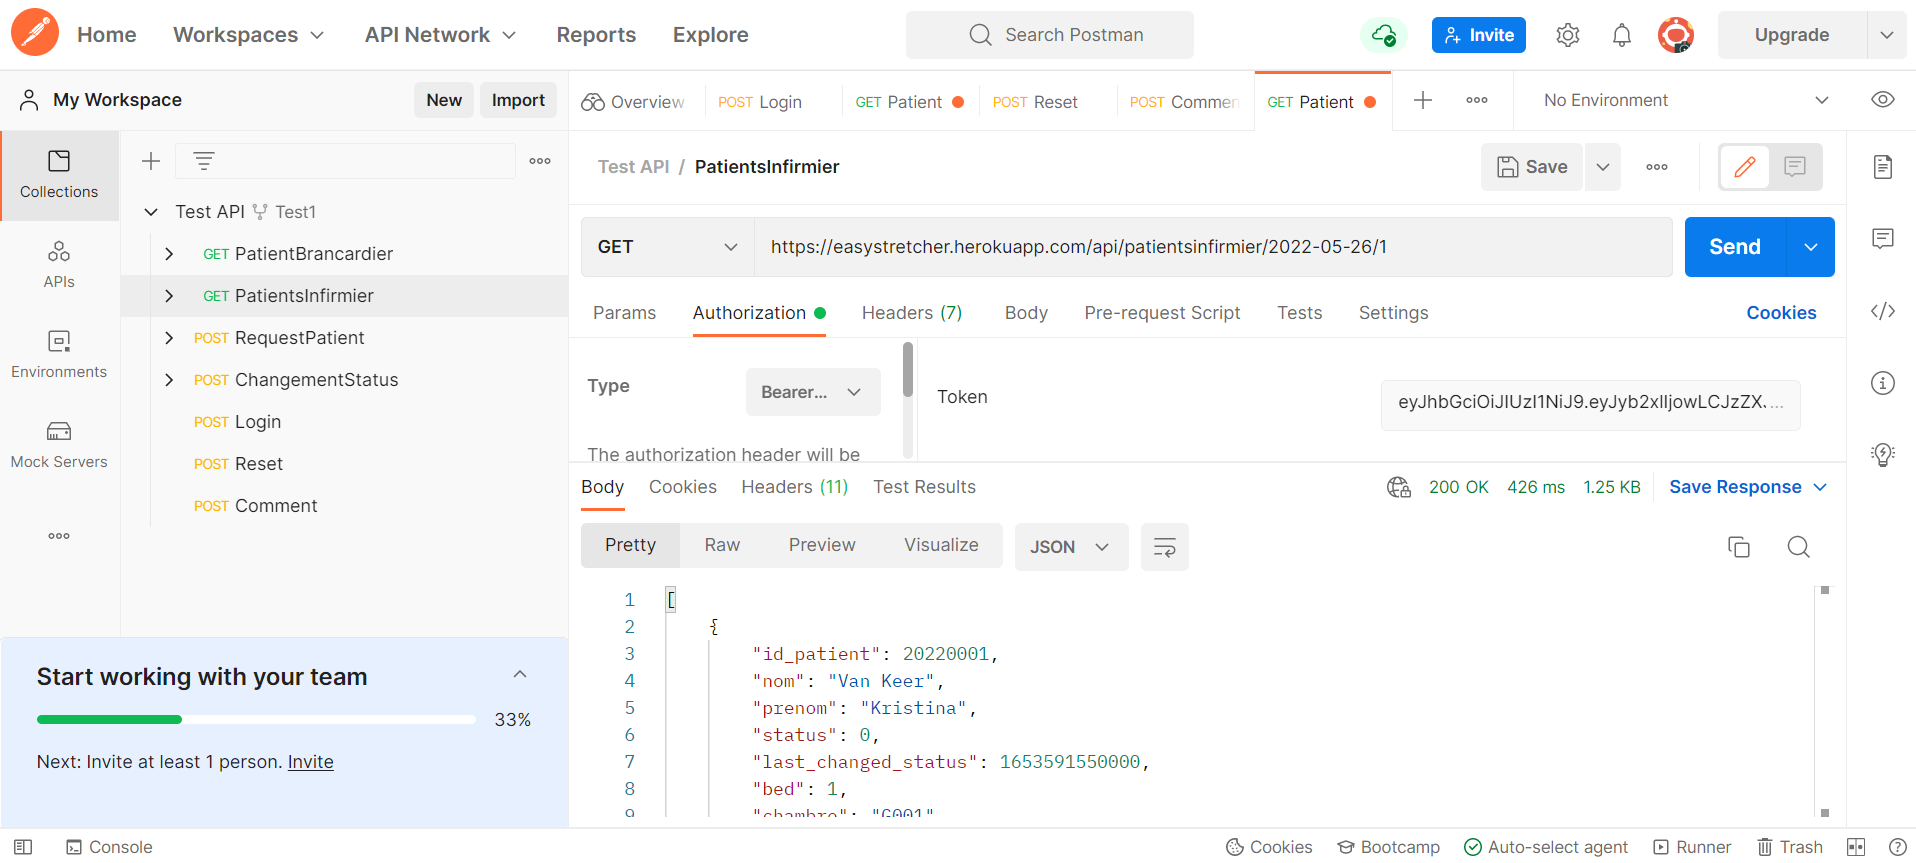 Home Workspaces API Network Reports Explore Search Postman Invite Upgrade
My Workspace New Import
Overview POST Login GET Patient POST Reset POST Commen GET Patient No Environment
Collections
APIs
Environments
Mock Servers
Test API Test1
GET PatientBrancardier
GET PatientsInfirmier
POST RequestPatient
POST ChangementStatus
POST Login
POST Reset
POST Comment
Start working with your team
33%
Next: Invite at least 1 person. Invite
Test API / PatientsInfirmier Save
GET https://easystretcher.herokuapp.com/api/patientsinfirmier/2022-05-26/1 Send
Params Authorization Headers (7) Body Pre-request Script Tests Settings Cookies
Type Bearer... Token eyJhbGciOiJIUzI1NiJ9.eyJyb2xlIjowLCJzZX...
The authorization header will be
Body Cookies Headers (11) Test Results 200 OK 426 ms 1.25 KB Save Response
Pretty Raw Preview Visualize JSON
1 [
2 {
3 "id_patient": 20220001,
4 "nom": "Van Keer",
5 "prenom": "Kristina",
6 "status": 0,
7 "last_changed_status": 1653591550000,
8 "bed": 1,
9 "chambre": "G001"
Console Cookies Bootcamp Auto-select agent Runner Trash